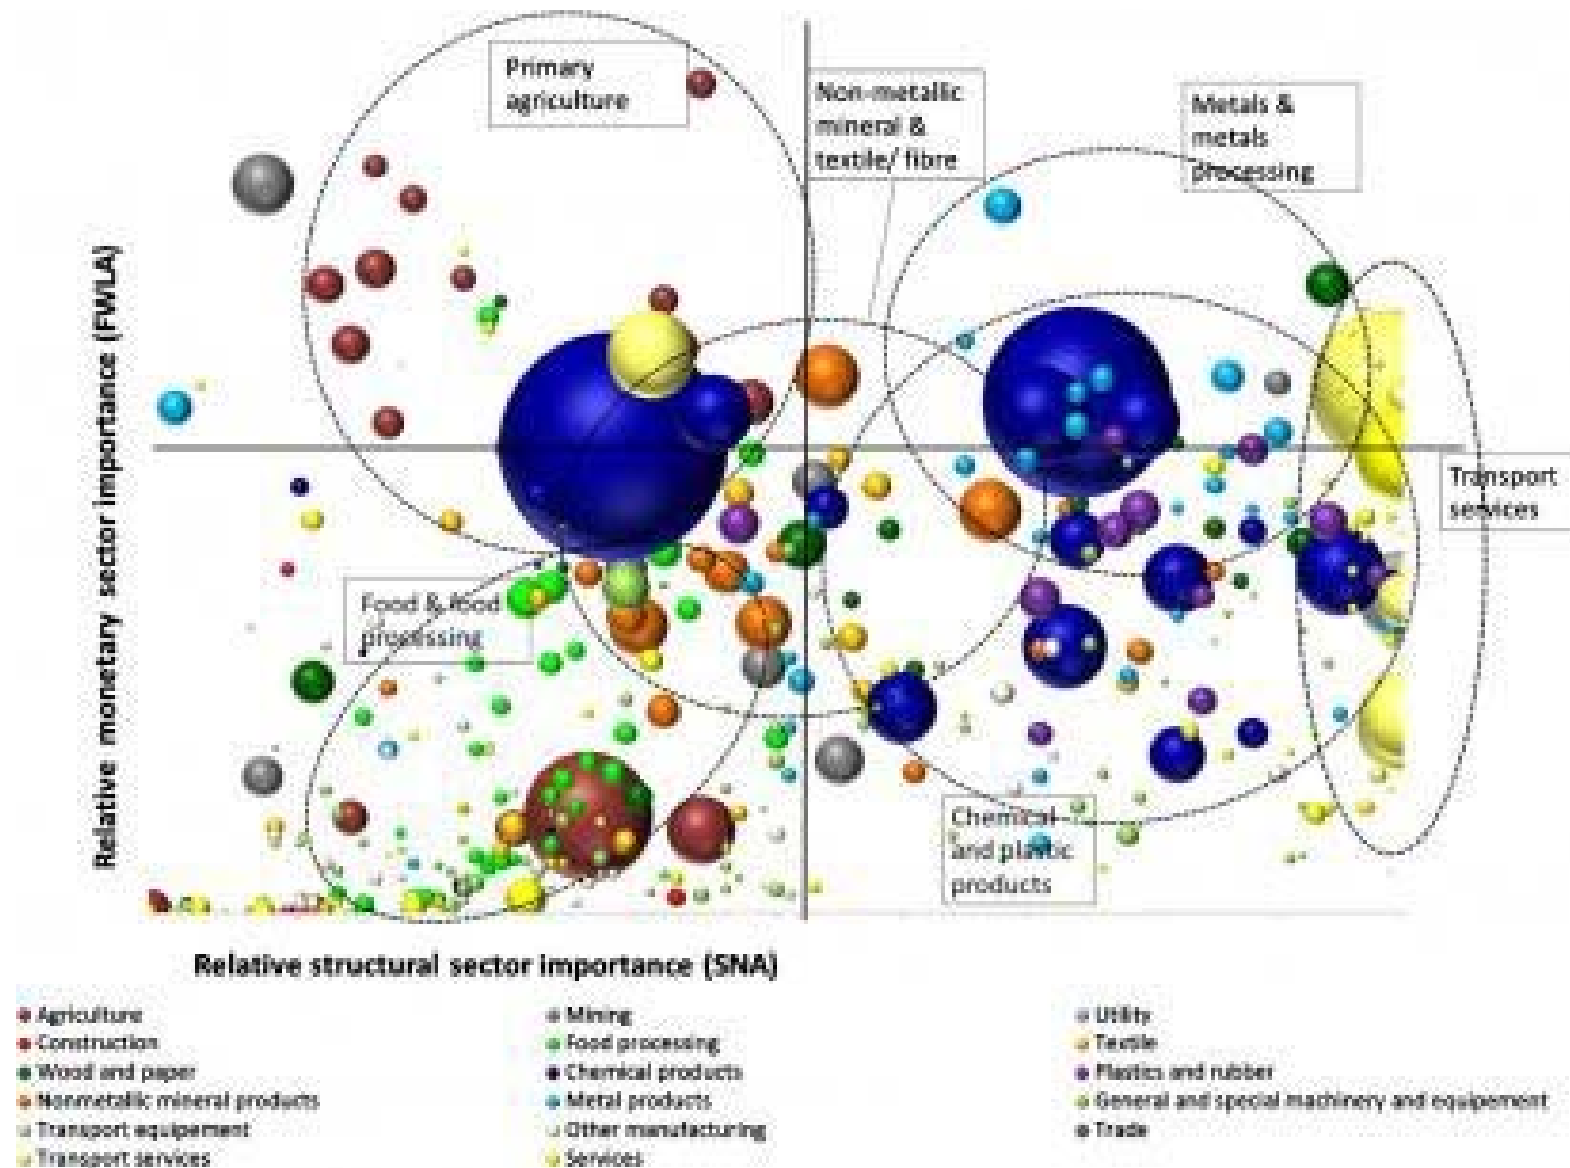 Primary
agriculture
Non-metallic
mineral &
textile/ fibre
Metals &
metals
processing
Relative monetary sector importance (FWLA)
Transport
services
Food & food
processing
Chemical
and plastic
products
Relative structural sector importance (SNA)
Agriculture
Mining
Utility
Construction
Food processing
Textile
Wood and paper
Chemical products
Plastics and rubber
Nonmetallic mineral products
Metal products
General and special machinery and equipement
Transport equipement
Other manufacturing
Trade
Transport services
Services